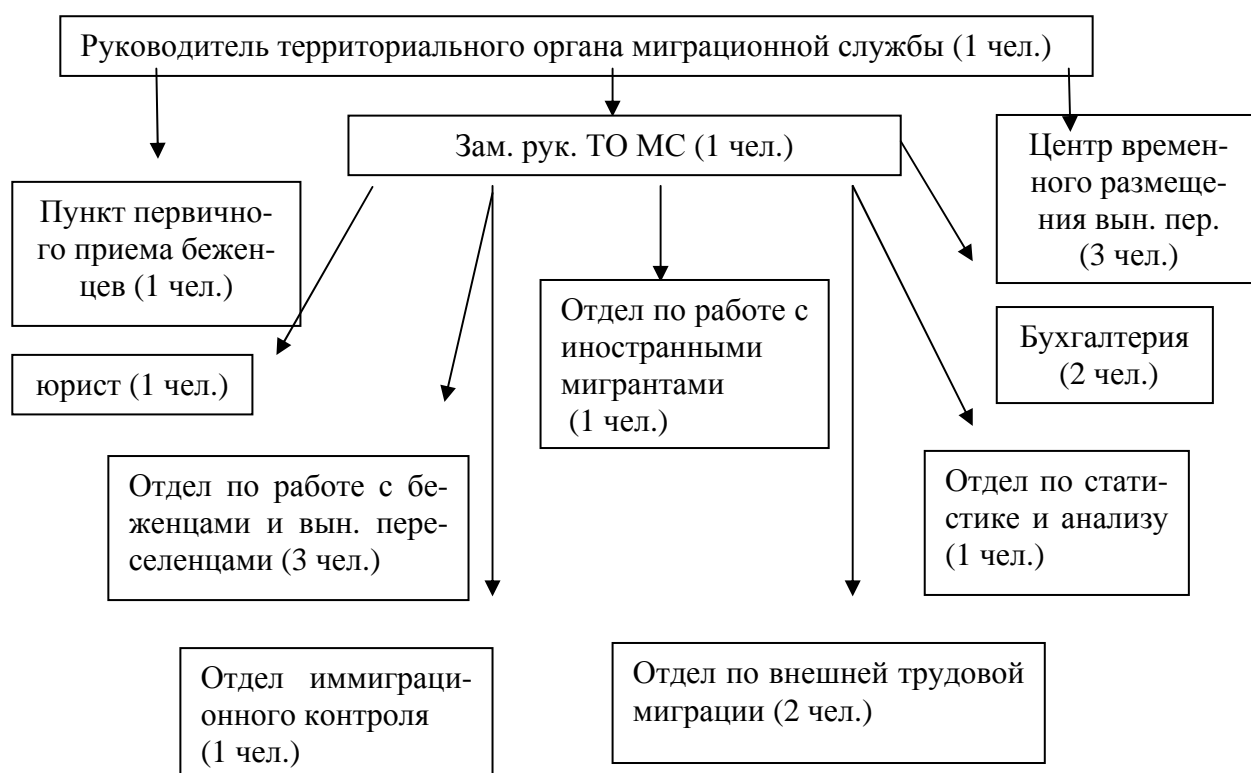 Руководитель территориального органа миграционной службы (1 чел.)
Зам. рук. ТО МС (1 чел.)
Центр времен-
ного размеще-
ния вын. пер.
(3 чел.)
Пункт первично-
го приема бежен-
цев (1 чел.)
Отдел по работе с
иностранными
мигрантами
(1 чел.)
Бухгалтерия
(2 чел.)
юрист (1 чел.)
Отдел по работе с бе-
женцами и вын. пере-
селенцами (3 чел.)
Отдел по стати-
стике и анализу
(1 чел.)
Отдел иммиграци-
онного контроля
(1 чел.)
Отдел по внешней трудовой
миграции (2 чел.)